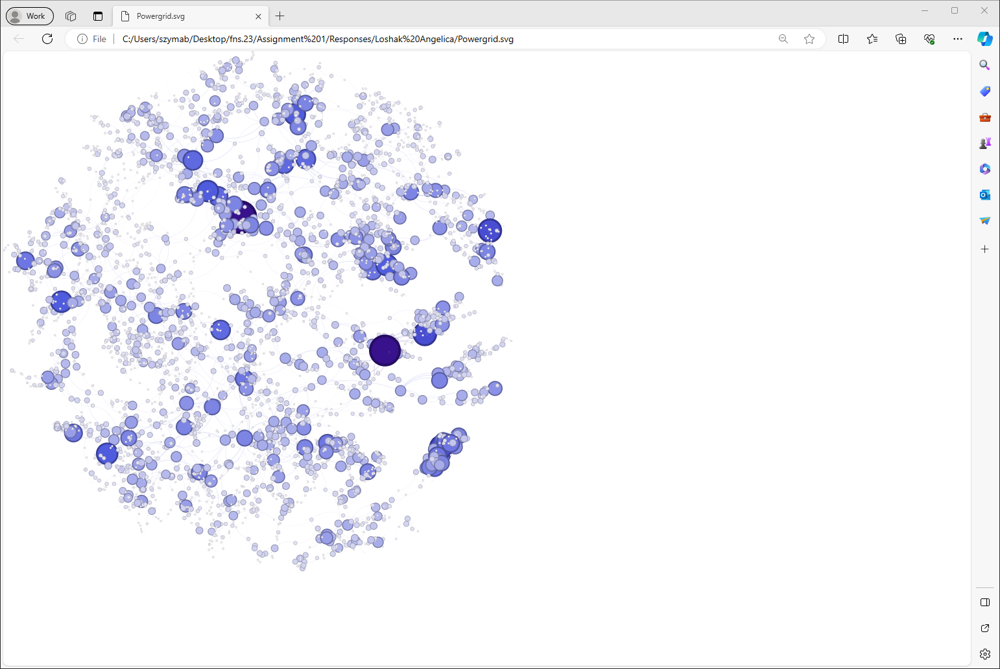 Work
Powergrid.svg
File
C:/Users/szymab/Desktop/fns.23/Assignment%201/Responses/Loshak%20Angelica/Powergrid.svg